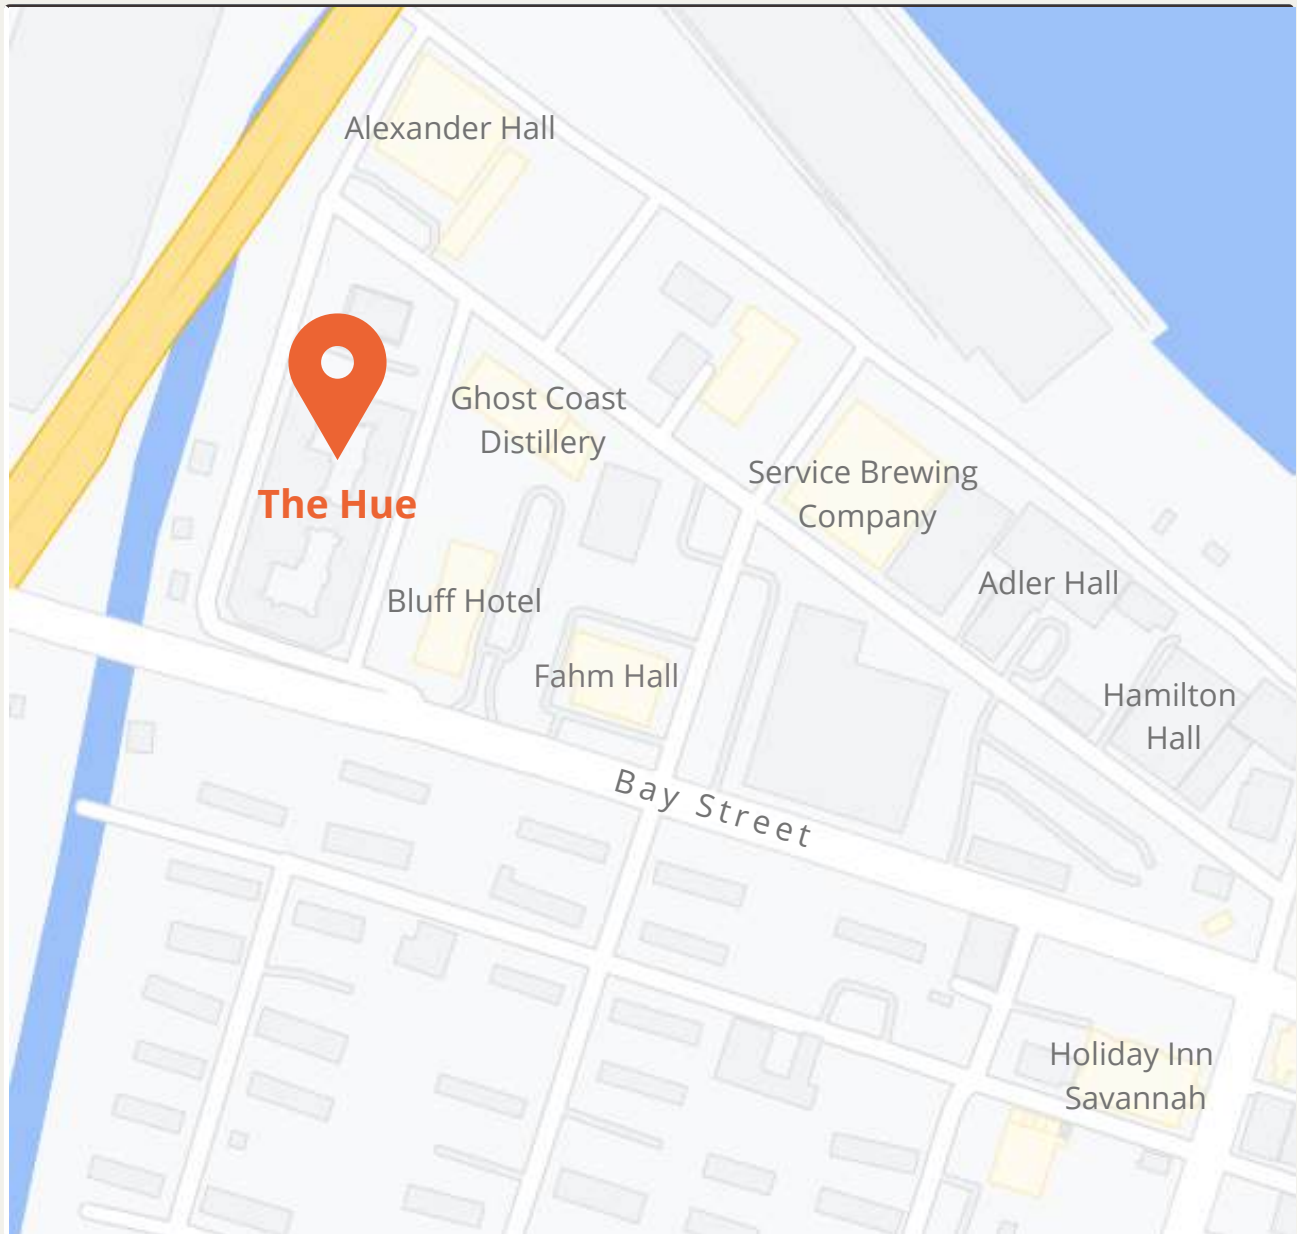 Alexander Hall
Ghost Coast
Distillery
Service Brewing
Company
The Hue
Adler Hall
Bluff Hotel
Fahm Hall
Hamilton
Hall
Bay Street
Holiday Inn
Savannah